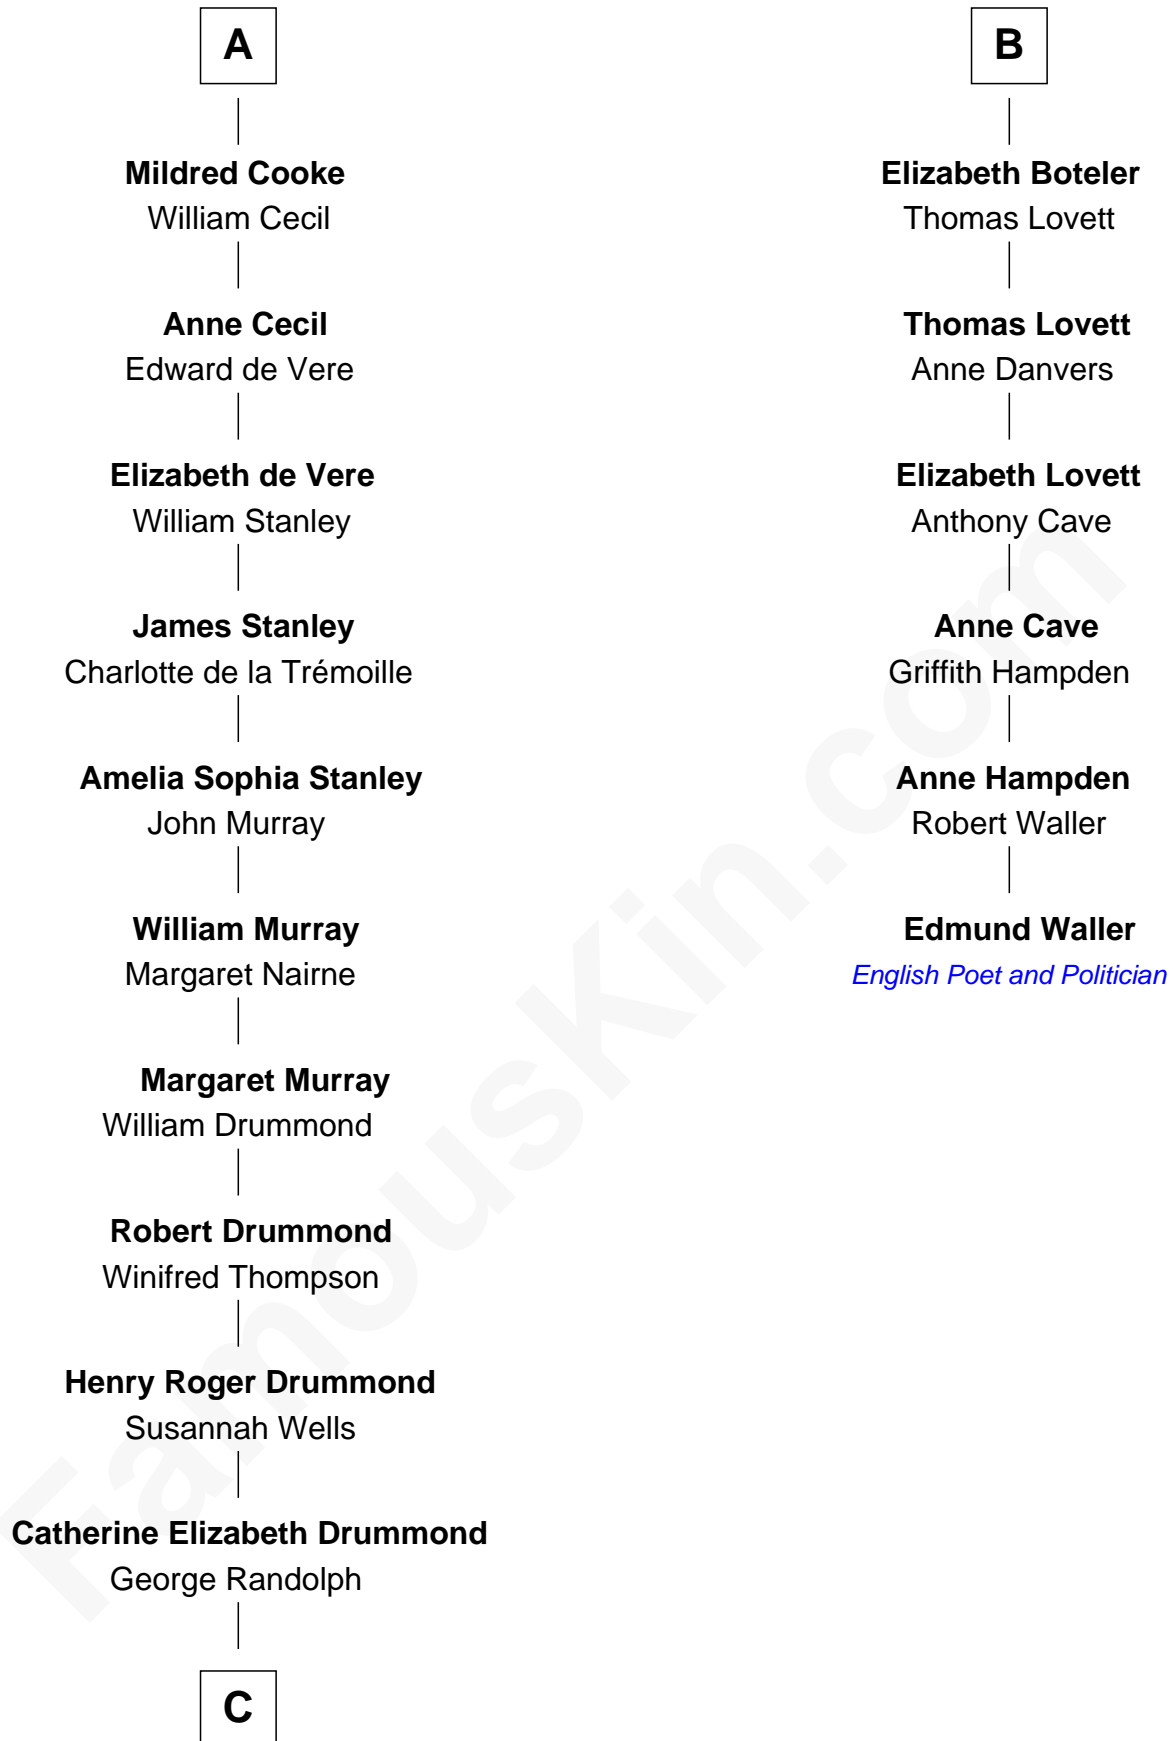 A
Mildred Cooke
William Cecil
Anne Cecil
Edward de Vere
Elizabeth de Vere
William Stanley
James Stanley
Charlotte de la Trémoille
Amelia Sophia Stanley
John Murray
William Murray
Margaret Nairne
Margaret Murray
William Drummond
Robert Drummond
Winifred Thompson
Henry Roger Drummond
Susannah Wells
Catherine Elizabeth Drummond
George Randolph
C
B
Elizabeth Boteler
Thomas Lovett
Thomas Lovett
Anne Danvers
Elizabeth Lovett
Anthony Cave
Anne Cave
Griffith Hampden
Anne Hampden
Robert Waller
Edmund Waller
English Poet and Politician
FamousKin.com